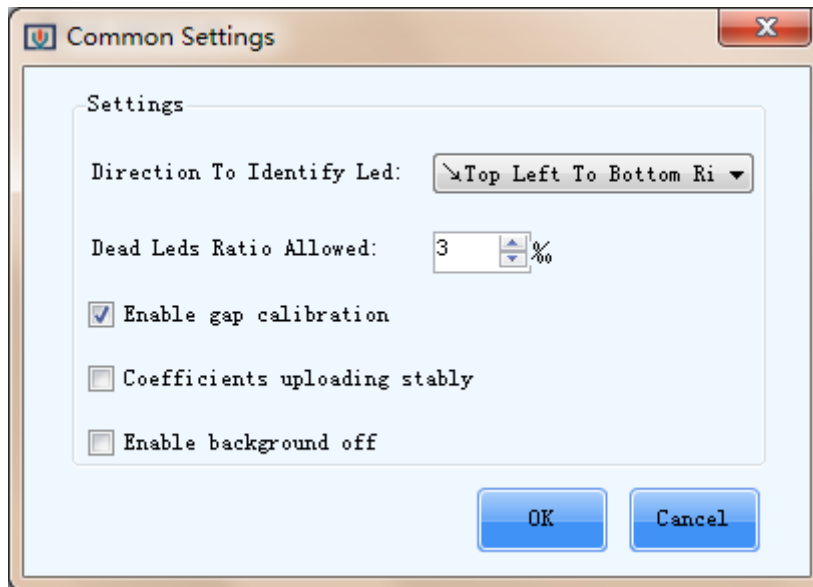 Common Settings
Settings
Direction To Identify Led: ↘Top Left To Bottom Ri
Dead Leds Ratio Allowed: 3 ‰
Enable gap calibration
Coefficients uploading stably
Enable background off
OK Cancel